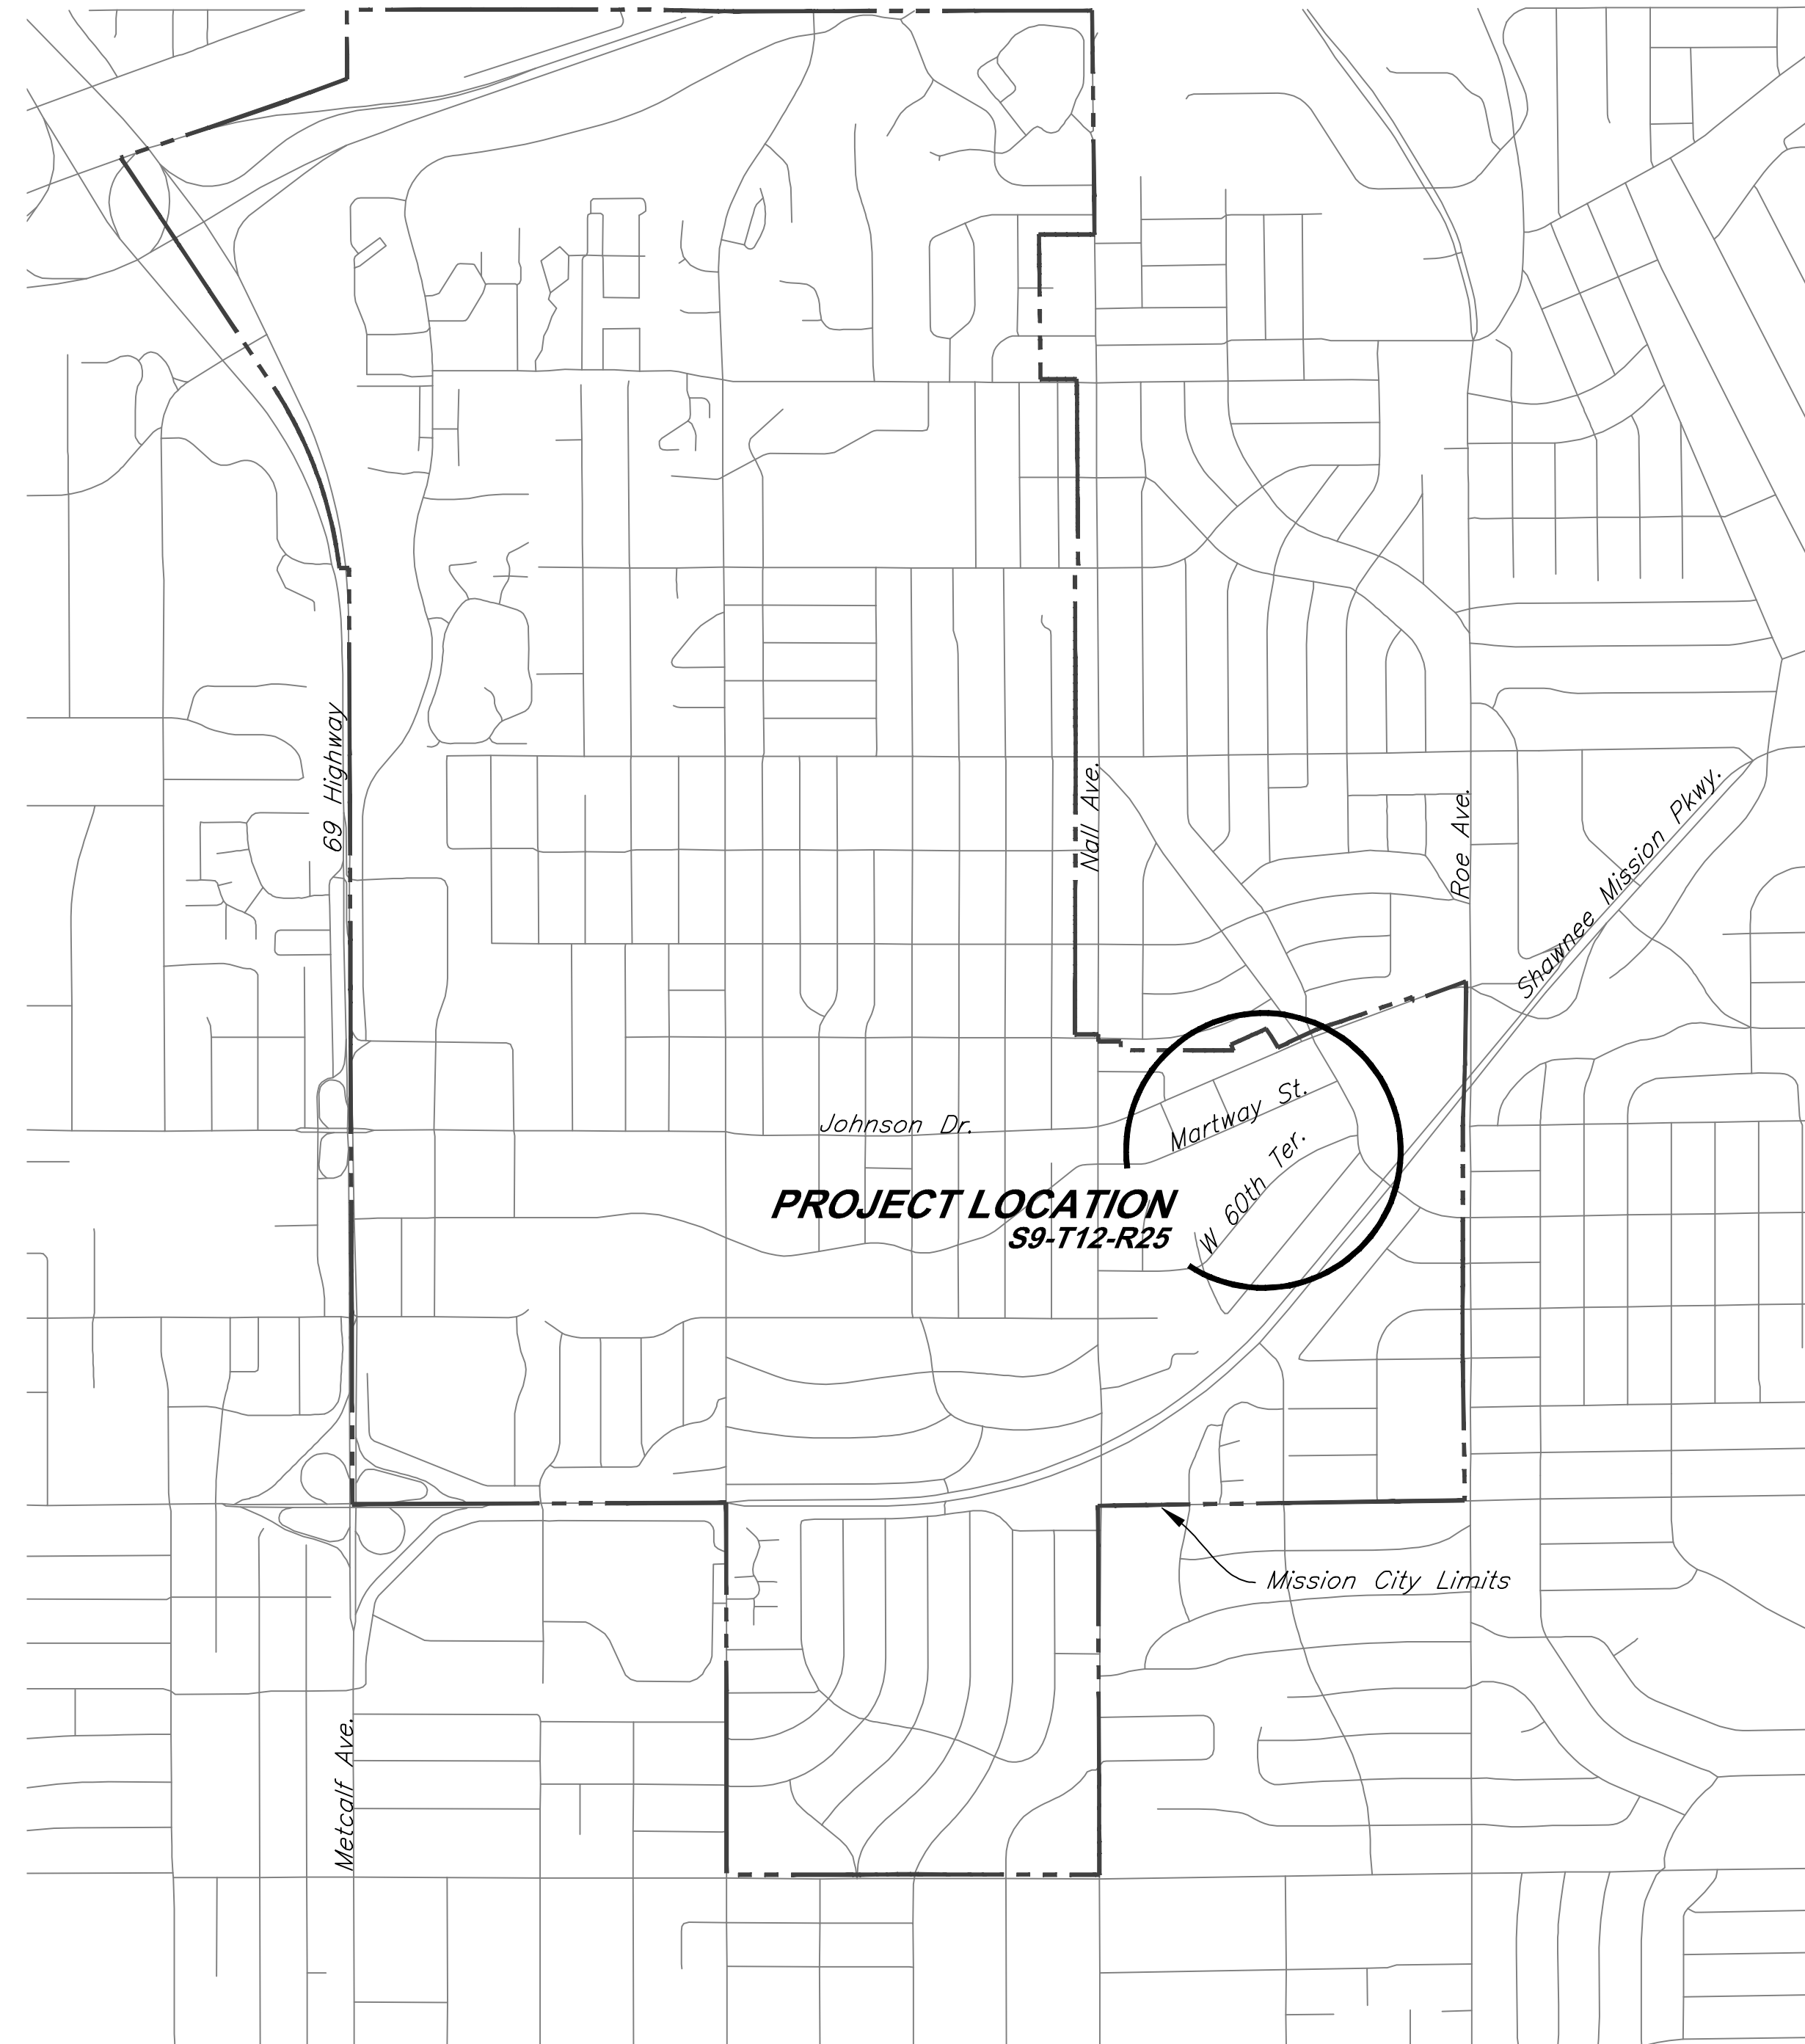 69 Highway
Nall Ave.
Roe Ave.
Shawnee Mission Pkwy.
Johnson Dr.
Martway St.
W 60th Ter.
PROJECT LOCATION
S9-T12-R25
Mission City Limits
Metcalf Ave.